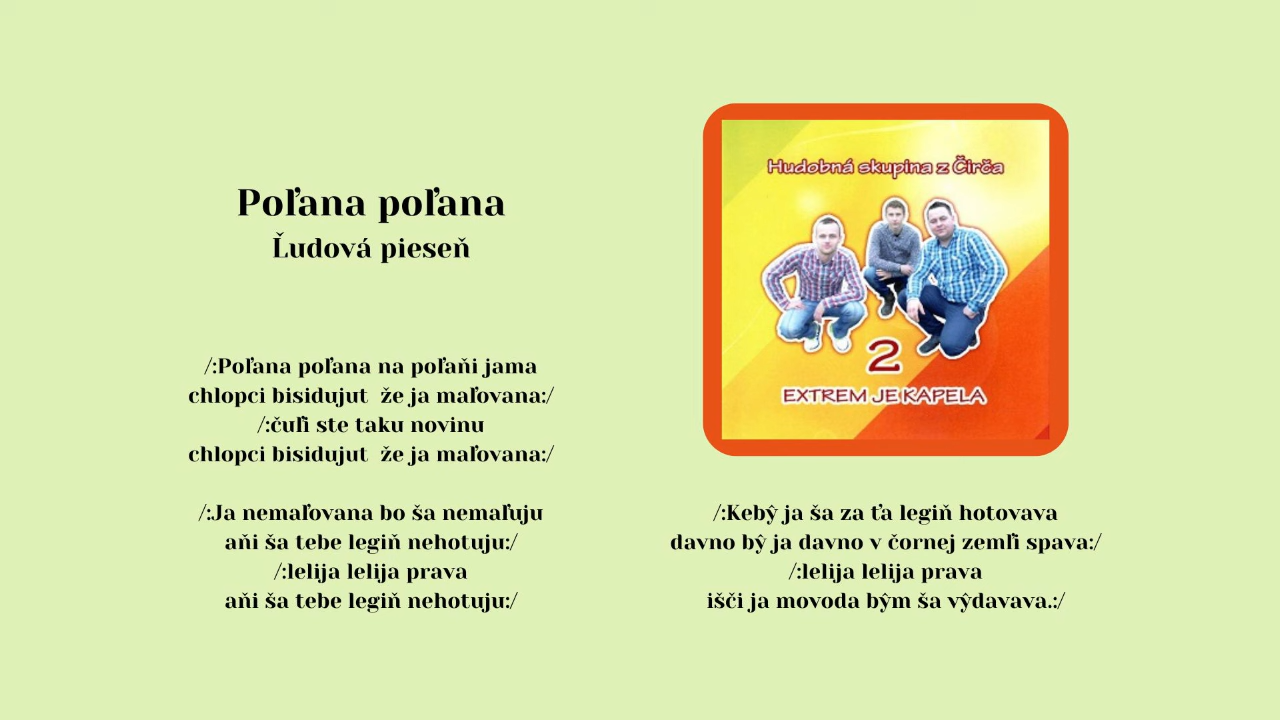 Poľana poľana
Ľudová pieseň
/:Poľana poľana na poľaňi jama
chlopci bisidujut  že ja maľovana:/
/:čuľi ste taku novinu
chlopci bisidujut  že ja maľovana:/
/:Ja nemaľovana bo ša nemaľuju
aňi ša tebe legiň nehotuju:/
/:lelija lelija prava
aňi ša tebe legiň nehotuju:/
Hudobná skupina z Čirča
2
EXTREM JE KAPELA
/:Kebŷ ja ša za ťa legiň hotovava
davno bŷ ja davno v čornej zemľi spava:/
/:lelija lelija prava
išči ja movoda bŷm ša vŷdavava.:/